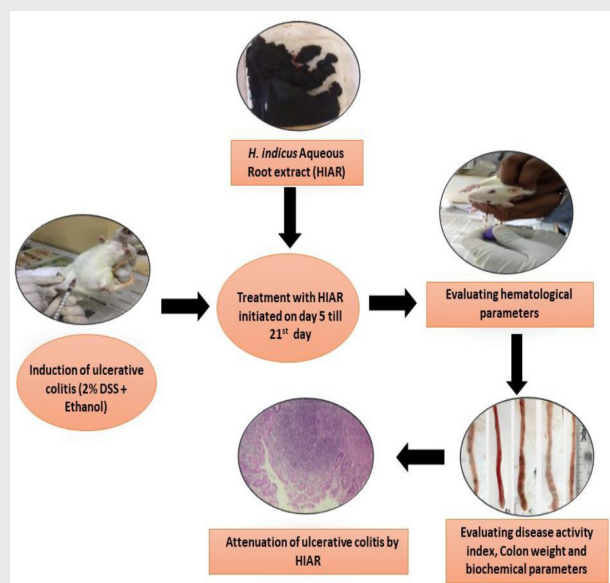 H. indicus Aqueous
Root extract (HIAR)
Induction of ulcerative
colitis (2% DSS +
Ethanol)
Treatment with HIAR
initiated on day 5 till
21st day
Evaluating hematological
parameters
Evaluating disease activity
index, Colon weight and
biochemical parameters
Attenuation of ulcerative colitis by
HIAR